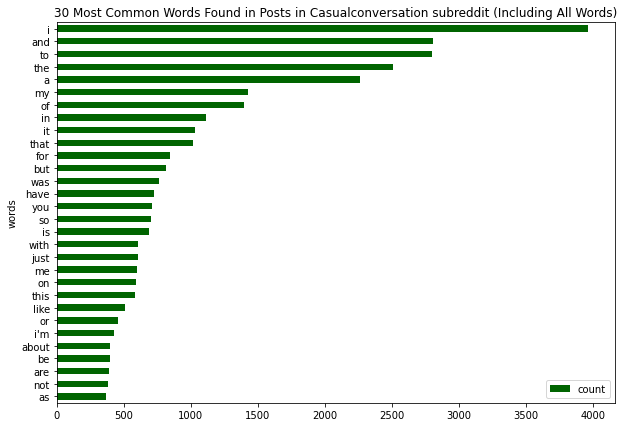 30 Most Common Words Found in Posts in Casualconversation subreddit (Including All Words)
words
i
and
to
the
a
my
of
in
it
that
for
but
was
have
you
so
is
with
just
me
on
this
like
or
i'm
about
be
are
not
as
count
0 500 1000 1500 2000 2500 3000 3500 4000